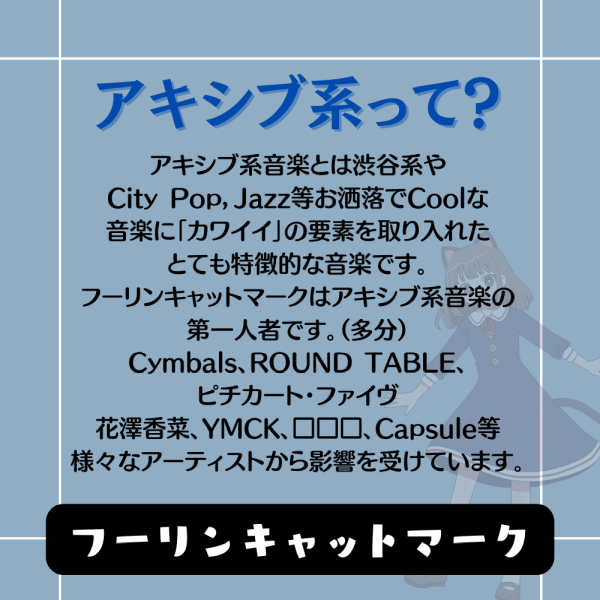 アキシブ系って?
アキシブ系音楽とは渋谷系や
City Pop,Jazz等お洒落でCoolな
音楽に「カワイイ」の要素を取り入れた
とても特徴的な音楽です。
フーリンキャットマークはアキシブ系音楽の
第一人者です。(多分)
Cymbals、ROUND TABLE、
ピチカート・ファイヴ
花澤香菜、YMCK、□□□、Capsule等
様々なアーティストから影響を受けています。
フーリンキャットマーク